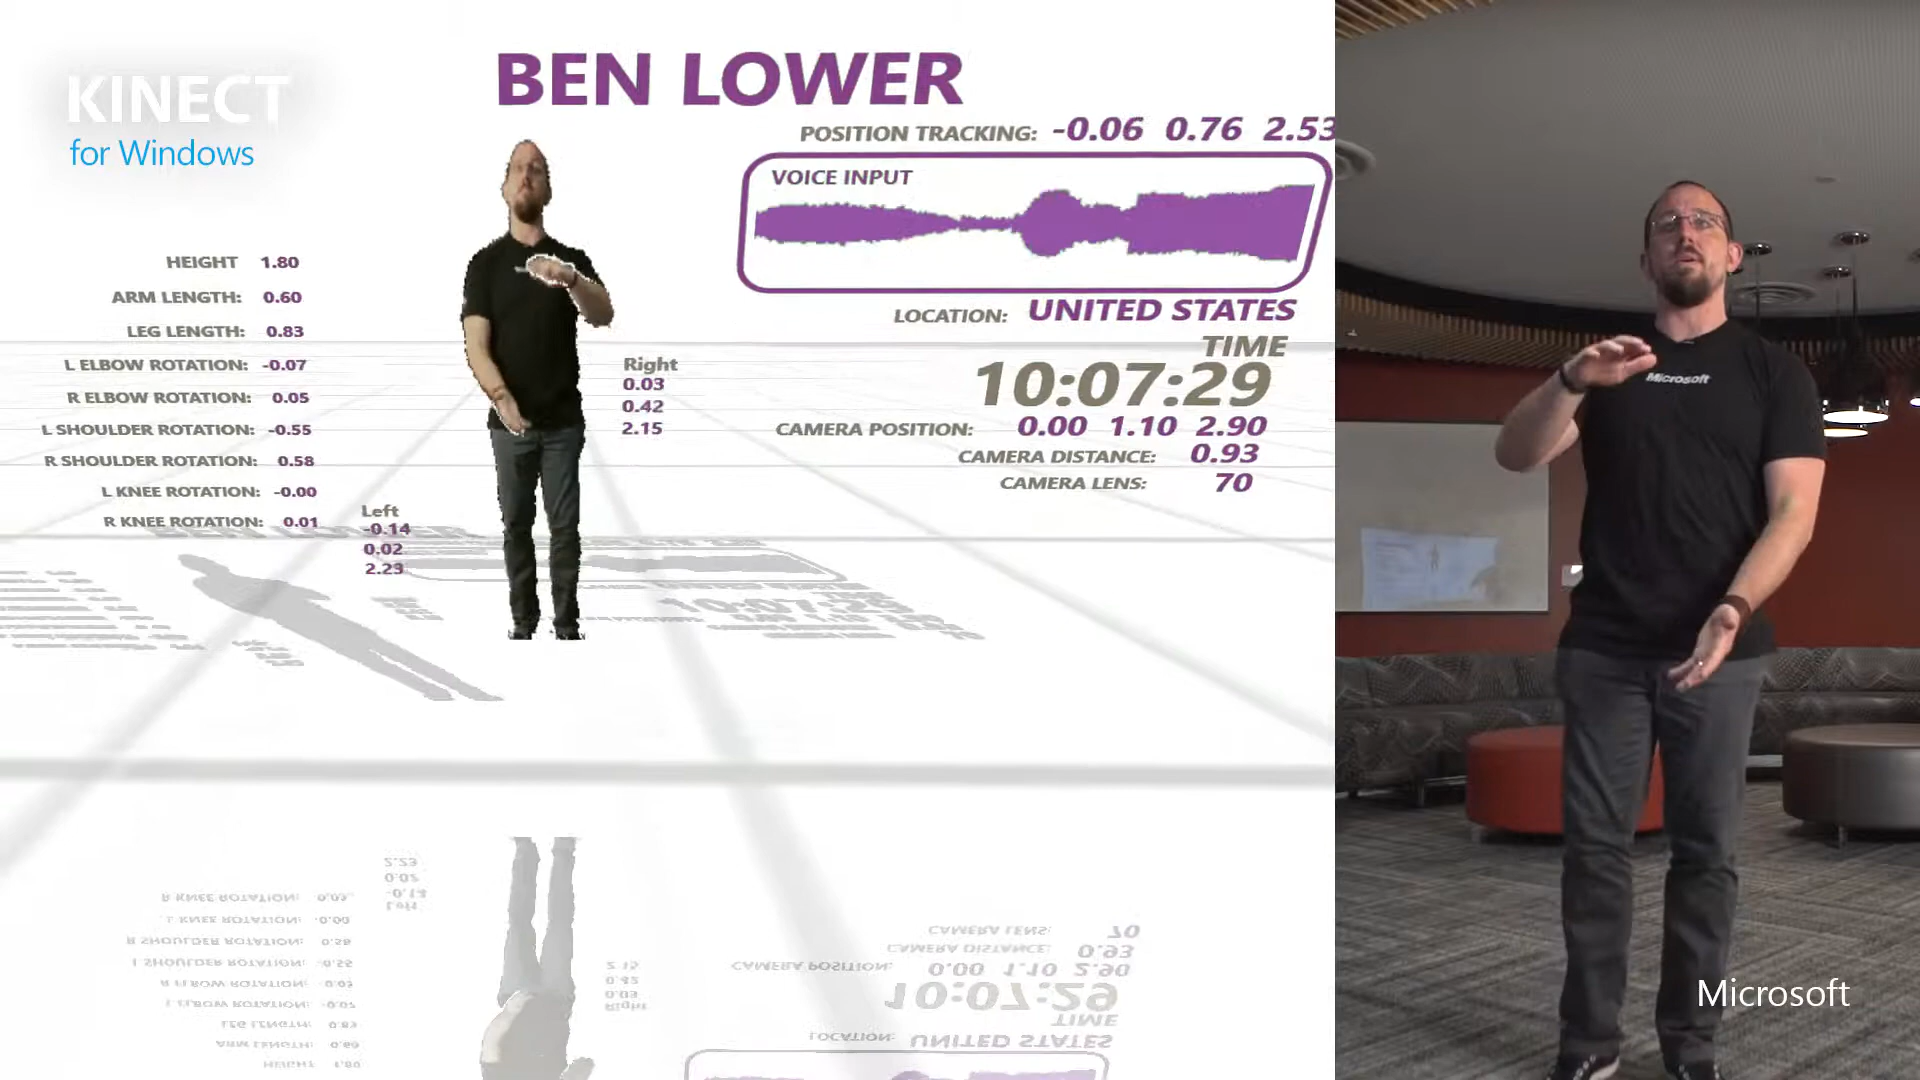 KINECT
for Windows
BEN LOWER
POSITION TRACKING: -0.06 0.76 2.53
VOICE INPUT
LOCATION: UNITED STATES
TIME
10:07:29
CAMERA POSITION: 0.00 1.10 2.90
CAMERA DISTANCE: 0.93
CAMERA LENS: 70
HEIGHT 1.80
ARM LENGTH: 0.60
LEG LENGTH: 0.83
L ELBOW ROTATION: -0.07
R ELBOW ROTATION: 0.05
L SHOULDER ROTATION: -0.55
R SHOULDER ROTATION: 0.58
L KNEE ROTATION: -0.00
R KNEE ROTATION: 0.01
Left
-0.14
0.02
2.23
Right
0.03
0.42
2.15
Microsoft
Microsoft